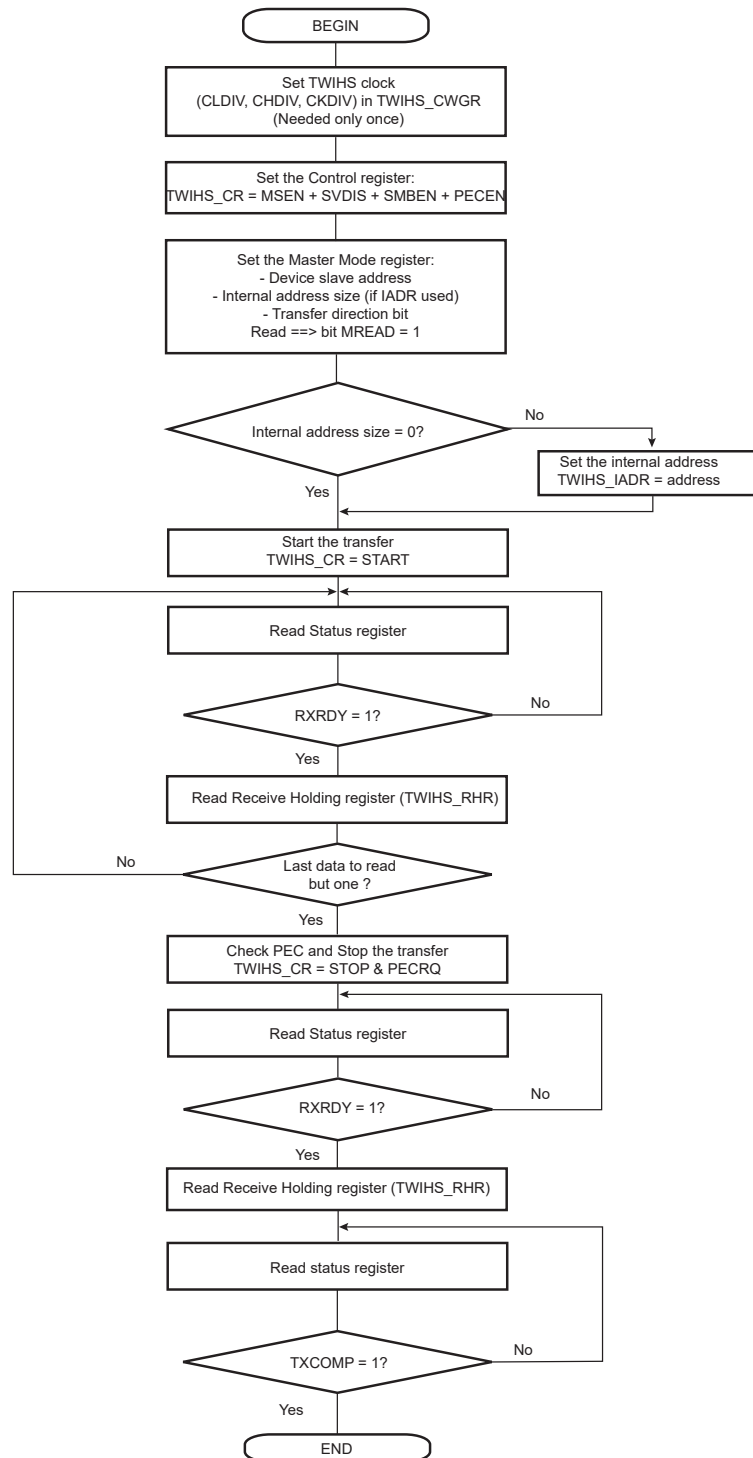 BEGIN
Set TWIHS clock
(CLDIV, CHDIV, CKDIV) in TWIHS_CWGR
(Needed only once)
Set the Control register:
TWIHS_CR = MSEN + SVDIS + SMBEN + PECEN
Set the Master Mode register:
- Device slave address
- Internal address size (if IADR used)
- Transfer direction bit
Read ==> bit MREAD = 1
Internal address size = 0?
No
Set the internal address
TWIHS_IADR = address
Yes
Start the transfer
TWIHS_CR = START
Read Status register
RXRDY = 1?
No
Yes
Read Receive Holding register (TWIHS_RHR)
No
Last data to read
but one ?
Yes
Check PEC and Stop the transfer
TWIHS_CR = STOP & PECRQ
Read Status register
RXRDY = 1?
No
Yes
Read Receive Holding register (TWIHS_RHR)
Read status register
TXCOMP = 1?
No
Yes
END